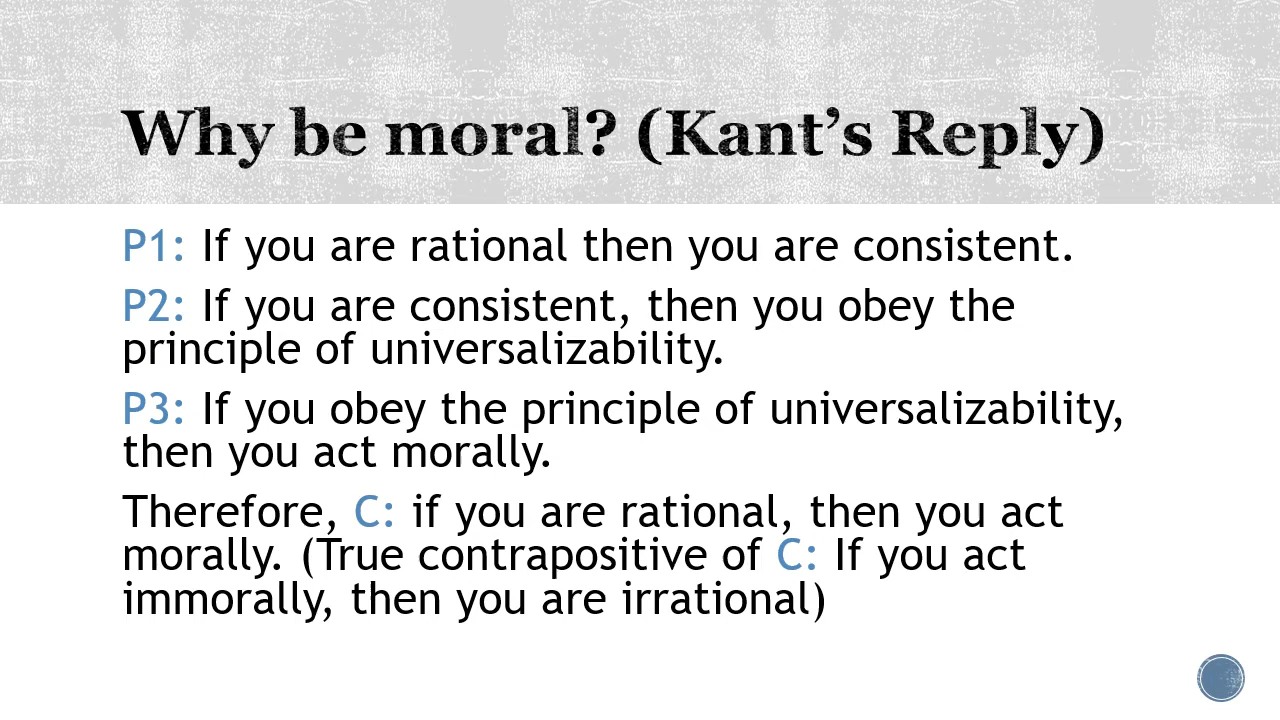 Why be moral? (Kant’s Reply)
P1: If you are rational then you are consistent.
P2: If you are consistent, then you obey the
principle of universalizability.
P3: If you obey the principle of universalizability,
then you act morally.
Therefore, C: if you are rational, then you act
morally. (True contrapositive of C: If you act
immorally, then you are irrational)